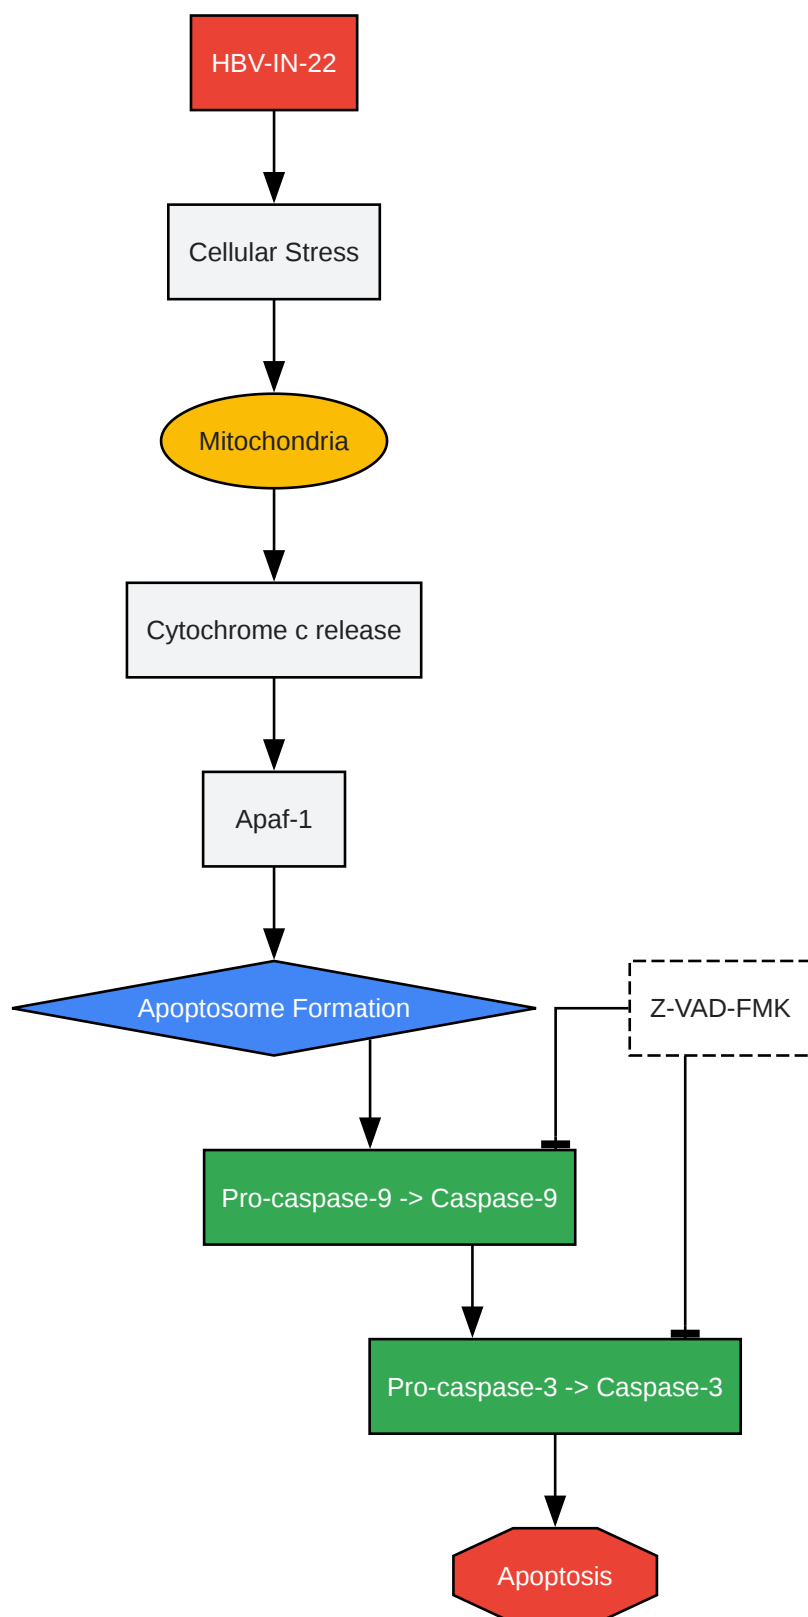 HBV-IN-22
Cellular Stress
Mitochondria
Cytochrome c release
Apaf-1
Apoptosome Formation
Z-VAD-FMK
Pro-caspase-9 -> Caspase-9
Pro-caspase-3 -> Caspase-3
Apoptosis